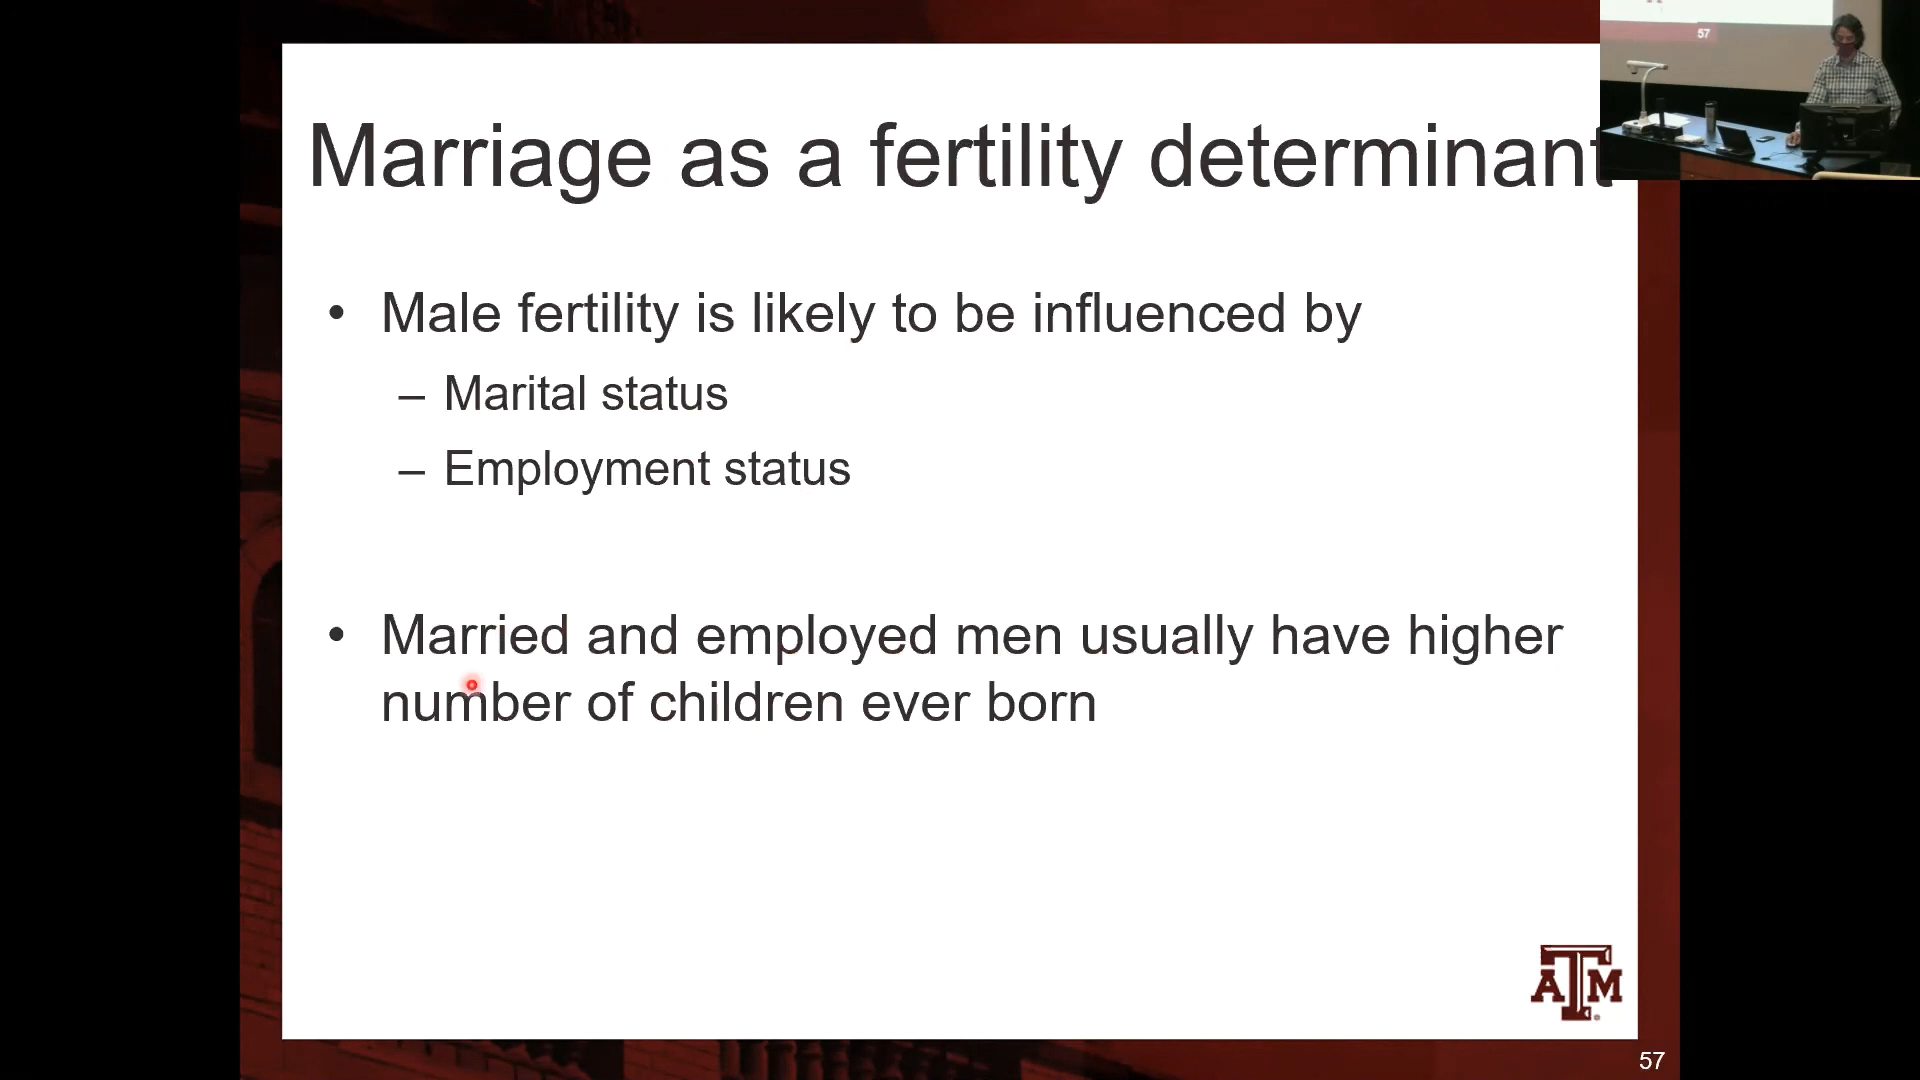 Marriage as a fertility determinant
• Male fertility is likely to be influenced by
– Marital status
– Employment status
• Married and employed men usually have higher
number of children ever born
ATM
57
57